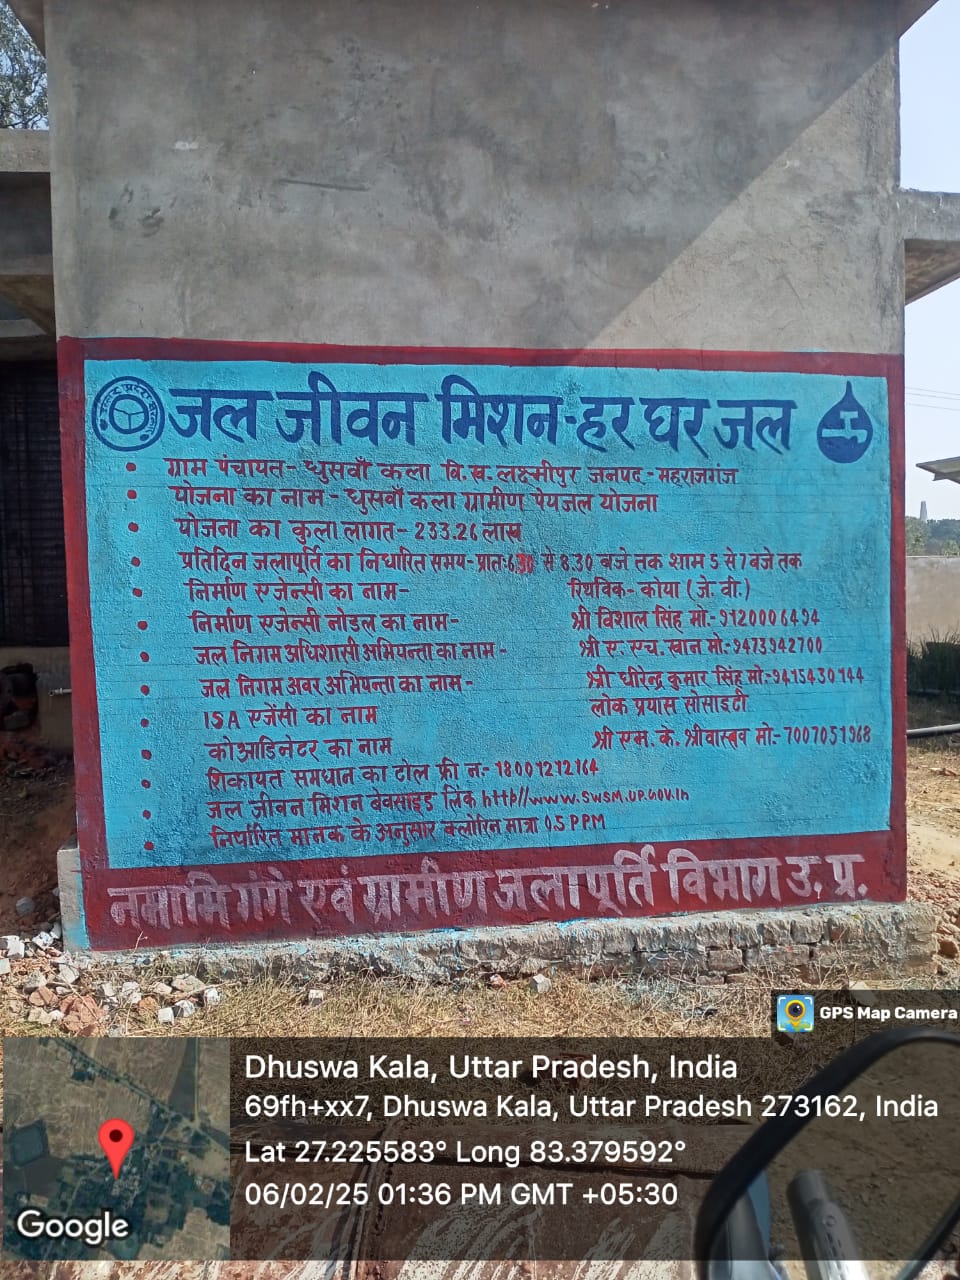 जल जीवन मिशन-हर घर जल
ग्राम पंचायत- धुसवाँ कला वि.ख. लक्ष्मीपुर जनपद-महराजगंज
योजना का नाम - धुसवाँ कला ग्रामीण पेयजल योजना
योजना का कुला लागत- 233.26 लाख
प्रतिदिन जलापूर्ति का निर्धारित समय- प्रातः 6.30 से 8.30 बजे तक शाम 5 से 7 बजे तक
निर्माण एजेन्सी का नाम- रित्विक- कोया (जे. वी.)
निर्माण एजेन्सी नोडल का नाम- श्री विशाल सिंह मो.-9120006494
जल निगम अधिशासी अभियन्ता का नाम - श्री ए. एच. खान मो.-9473942700
जल निगम अवर अभियन्ता का नाम- श्री धीरेन्द्र कुमार सिंह मो.-9415430144
ISA एजेंसी का नाम लोक प्रयास सोसाइटी
कोआडिनेटर का नाम श्री एम. के. श्रीवास्तव मो.-7007051968
शिकायत समधान का टोल फ्री न.- 18001212164
जल जीवन मिशन बेवसाइड लिंक http//www.swsm.up.gov.in
निर्धारित मानक के अनुसार क्लोरिन मात्रा 0.5 PPM
नमामि गंगे एवं ग्रामीण जलापूर्ति विभाग उ. प्र.
GPS Map Camera
Dhuswa Kala, Uttar Pradesh, India
69fh+xx7, Dhuswa Kala, Uttar Pradesh 273162, India
Lat 27.225583° Long 83.379592°
06/02/25 01:36 PM GMT +05:30
Google